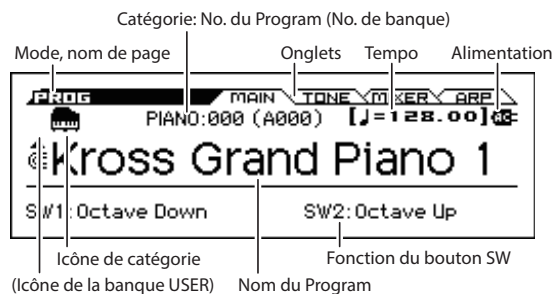 Catégorie: No. du Program (No. de banque)
Mode, nom de page
Onglets
Tempo
Alimentation
PROG
MAIN
TONE
MIXER
ARP
PIANO:000 (A000)
[♩=128.00]
Kross Grand Piano 1
SW1:Octave Down
SW2:Octave Up
Icône de catégorie
Fonction du bouton SW
(Icône de la banque USER)
Nom du Program